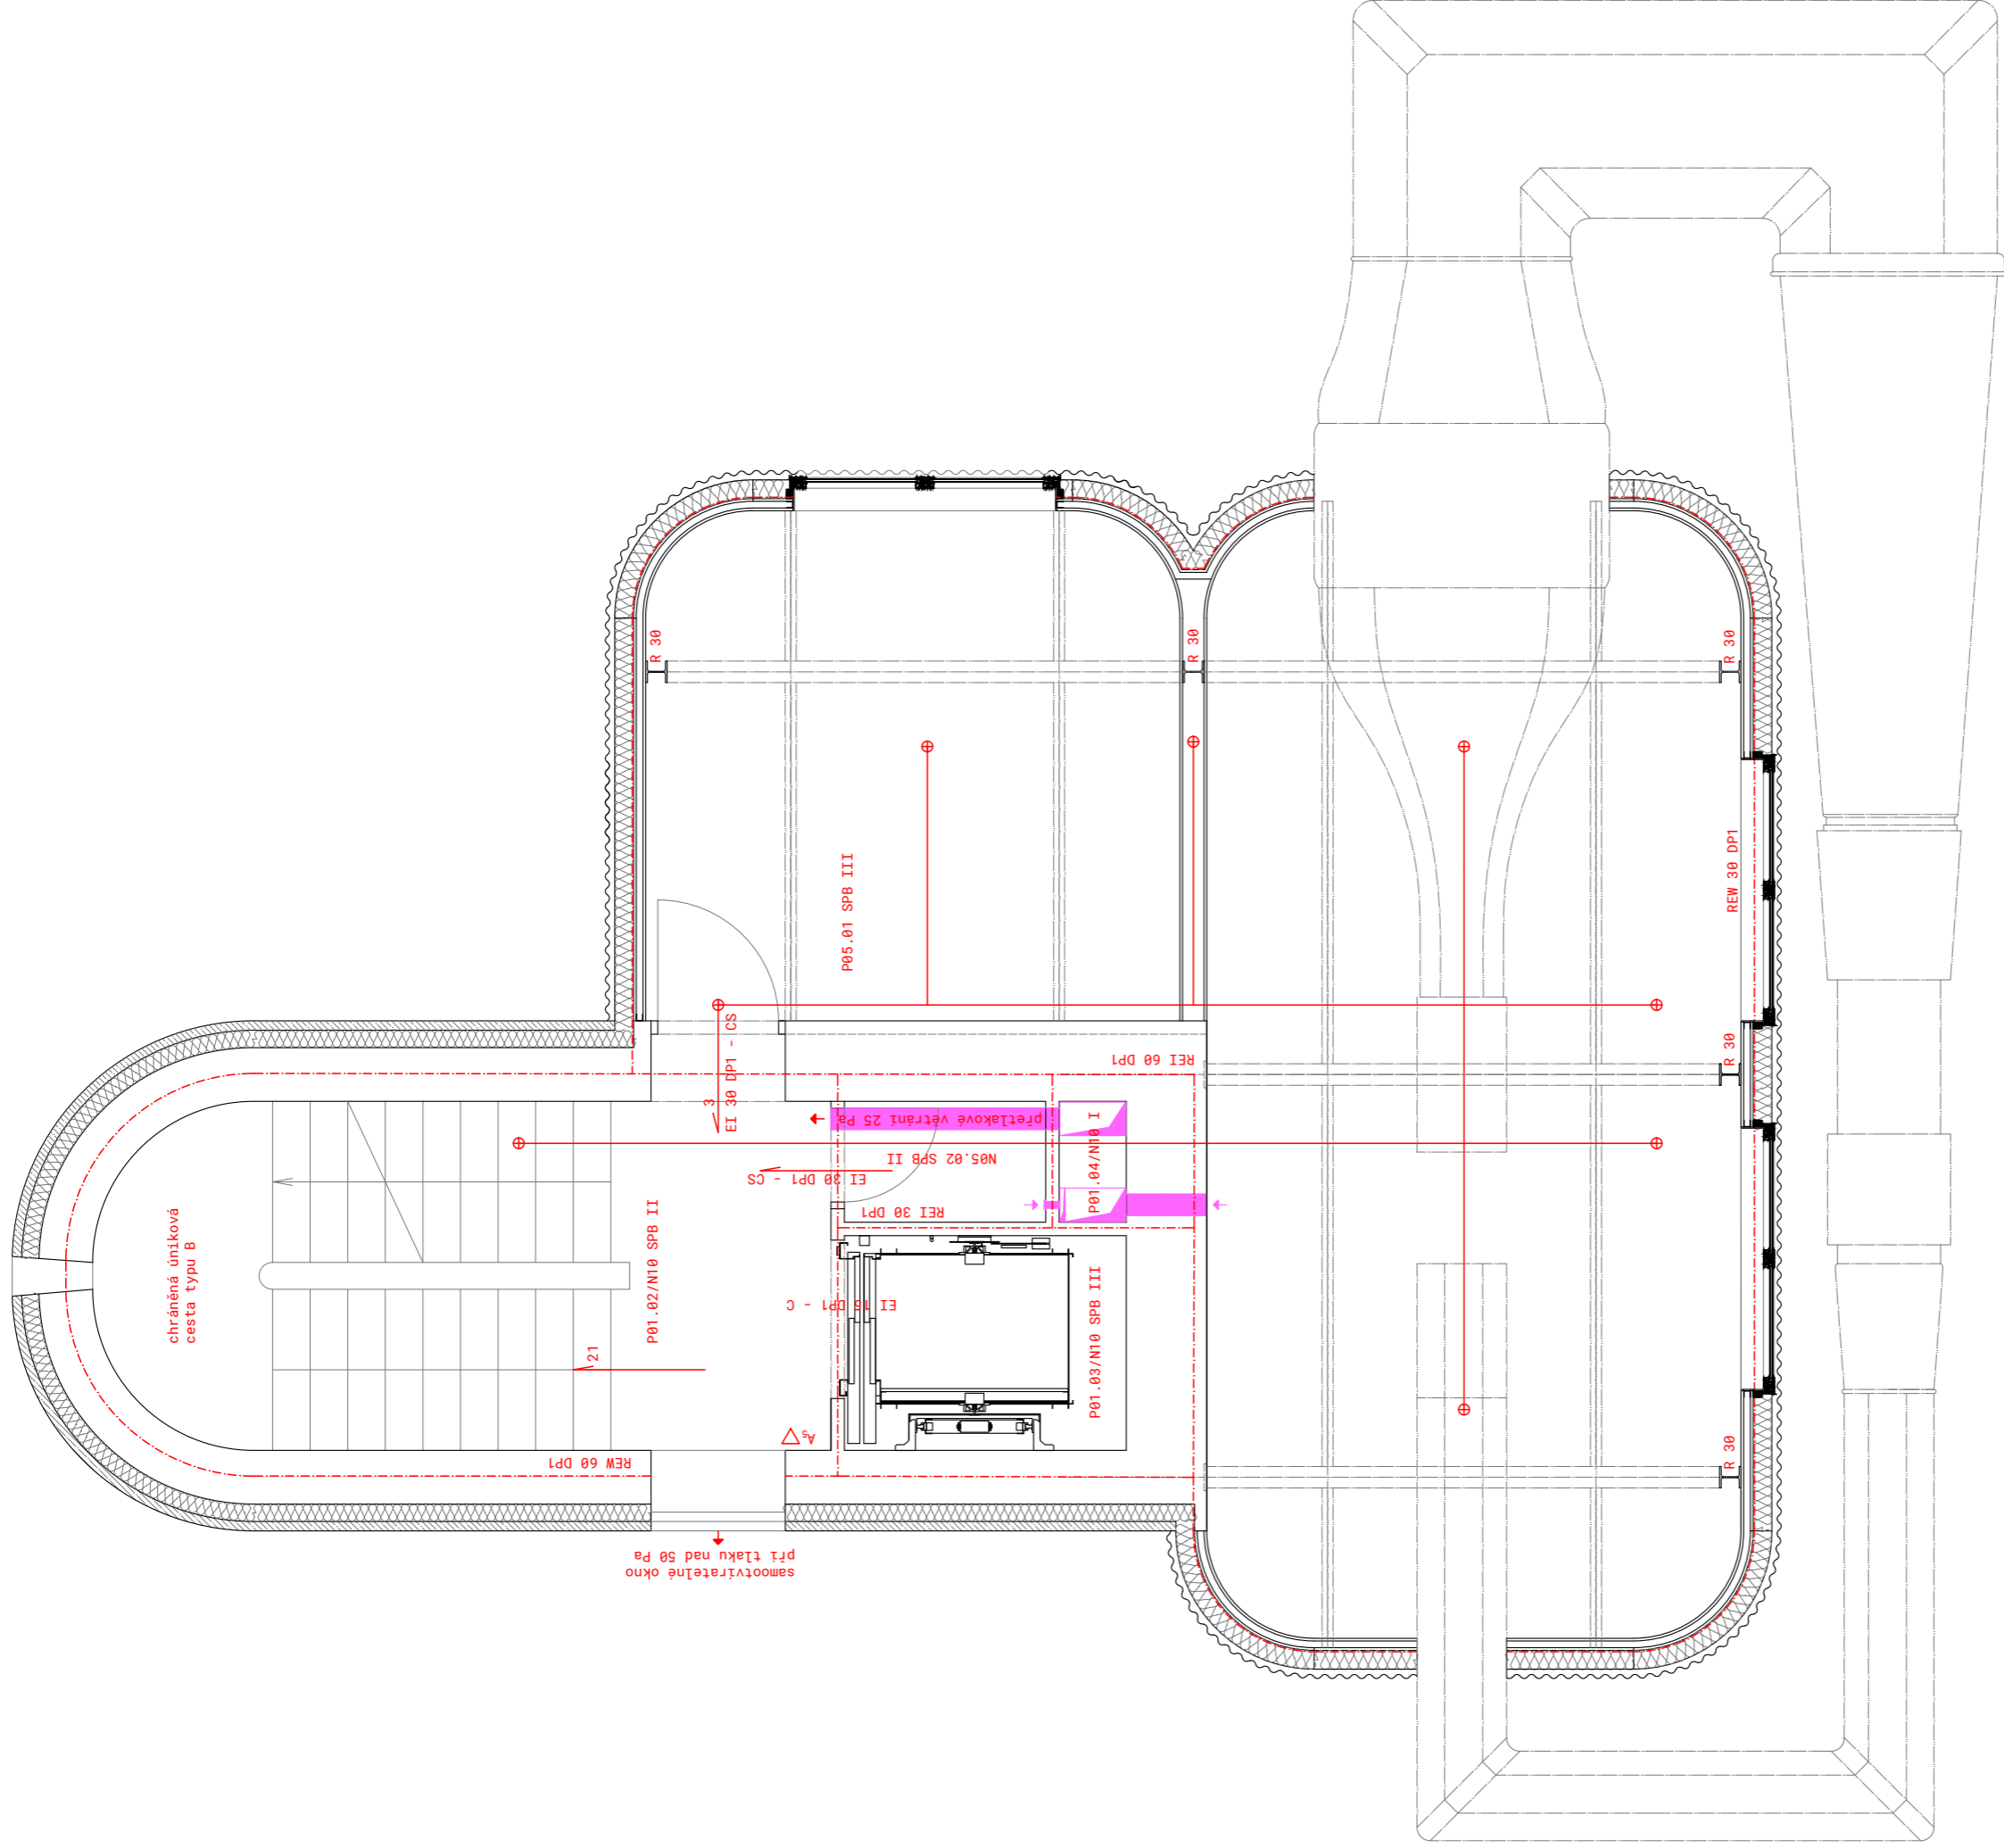 R 30
R 30
R 30
P05.01 SPB III
REW 30 DP1
EI 30 DP1 - CS
3
REI 60 DP1
R 30
přetlakové větrání 25 Pa
P01.04/N10 I
N05.02 SPB II
EI 30 DP1 - CS
REI 30 DP1
chráněná úniková
cesta typu B
P01.02/N10 SPB II
EI 15 DP1 - C
P01.03/N10 SPB III
21
A5
REW 60 DP1
R 30
samootvíratelné okno
při tlaku nad 50 Pa